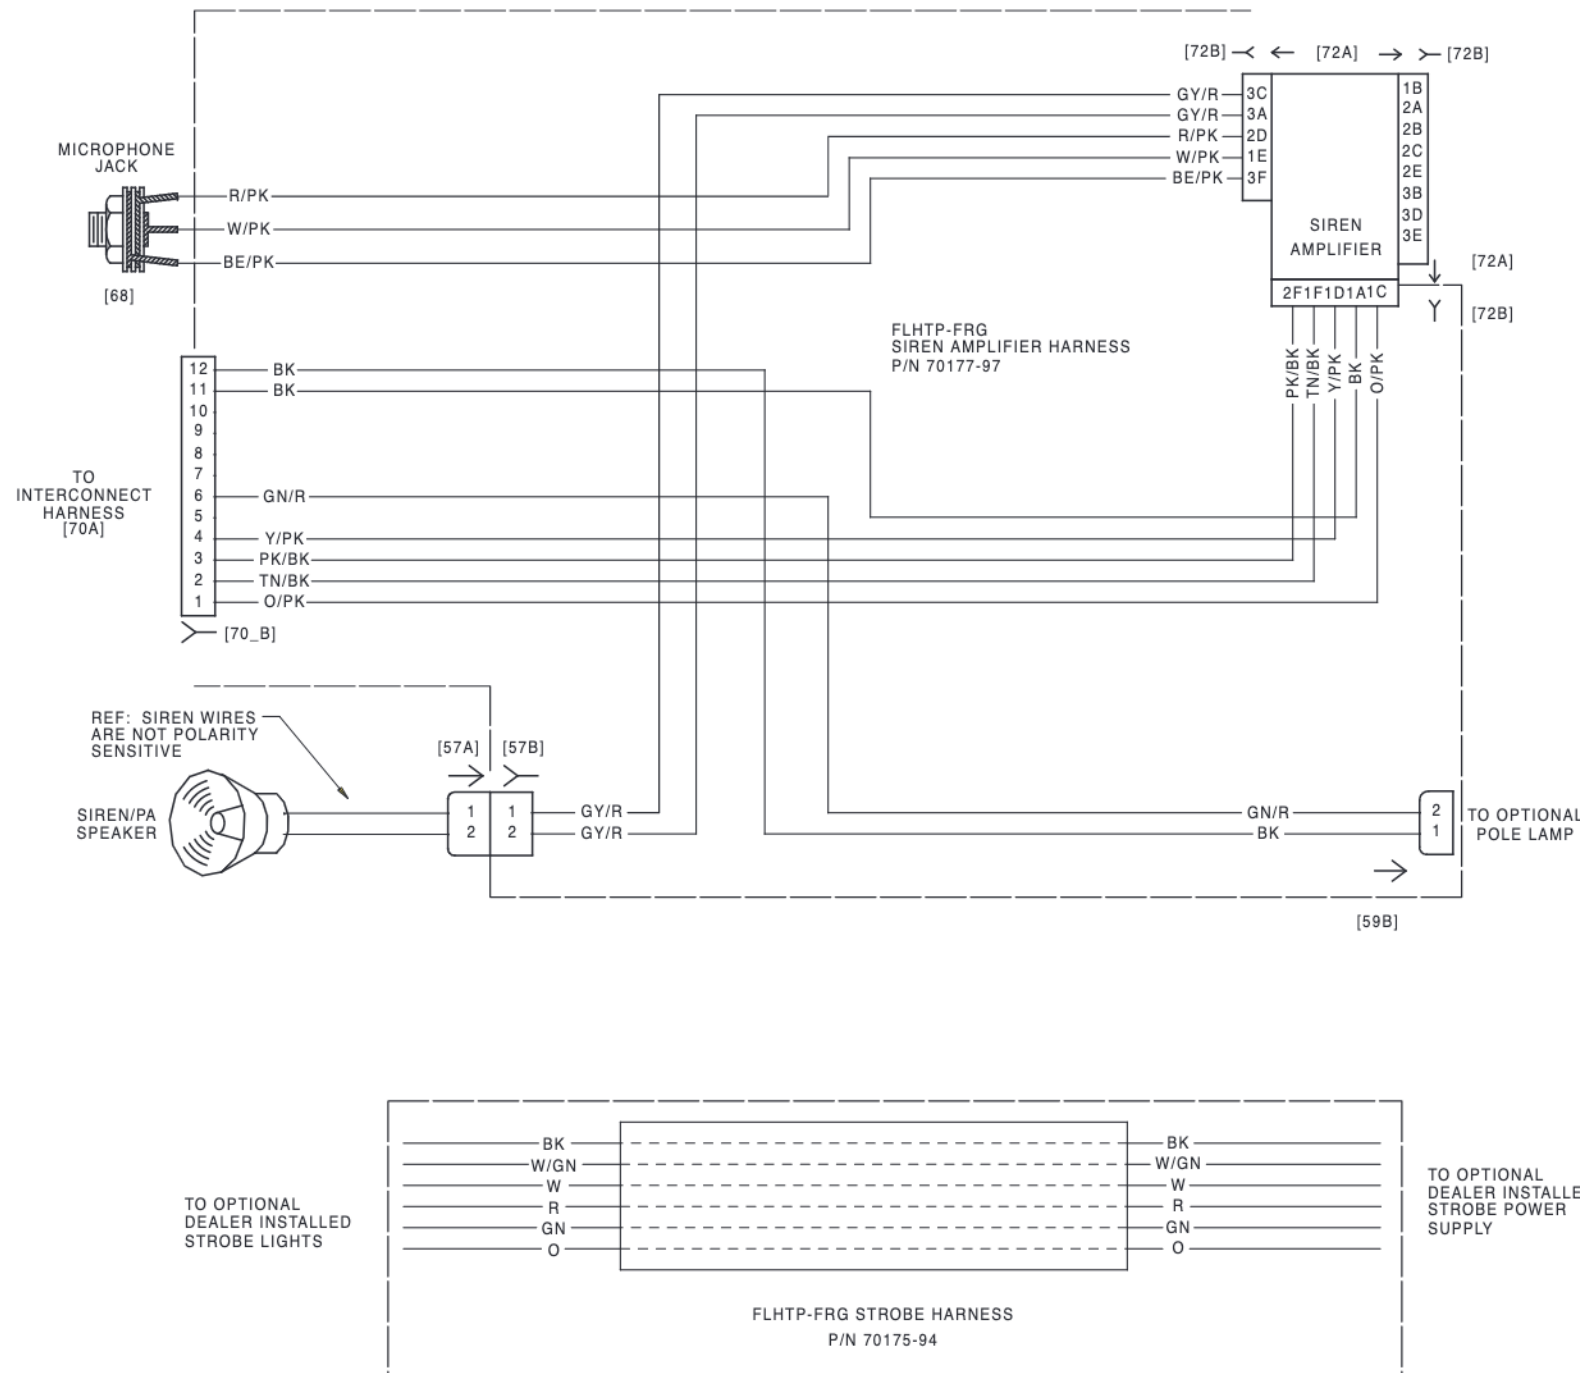 [72B] [72A] [72B]
GY/R 3C
GY/R 3A
R/PK 2D
W/PK 1E
BE/PK 3F
1B
2A
2B
2C
2E
3B
3D
3E
SIREN
AMPLIFIER
2F 1F 1D 1A 1C
[72A]
[72B]
MICROPHONE
JACK
R/PK
W/PK
BE/PK
[68]
FLHTP-FRG
SIREN AMPLIFIER HARNESS
P/N 70177-97
PK/BK
TN/BK
Y/PK
BK
O/PK
TO
INTERCONNECT
HARNESS
[70A]
12 BK
11 BK
10
9
8
7
6 GN/R
5
4 Y/PK
3 PK/BK
2 TN/BK
1 O/PK
[70_B]
REF: SIREN WIRES
ARE NOT POLARITY
SENSITIVE
[57A] [57B]
SIREN/PA
SPEAKER
1 1 GY/R
2 2 GY/R
GN/R 2
BK 1
TO OPTIONAL
POLE LAMP
[59B]
TO OPTIONAL
DEALER INSTALLED
STROBE LIGHTS
BK BK
W/GN W/GN
W W
R R
GN GN
O O
TO OPTIONAL
DEALER INSTALLE
STROBE POWER
SUPPLY
FLHTP-FRG STROBE HARNESS
P/N 70175-94